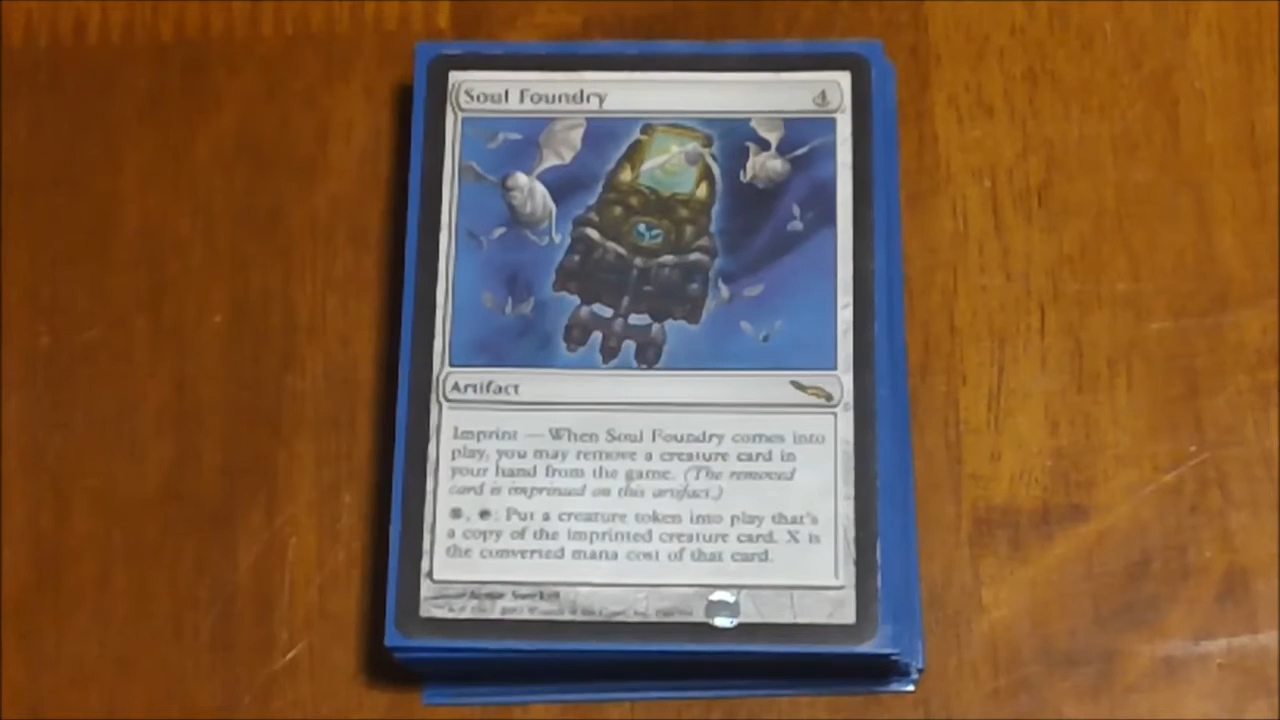 Soul Foundry 4
Artifact
Imprint — When Soul Foundry comes into
play, you may remove a creature card in
your hand from the game. (The removed
card is imprinted on this artifact.)
: Put a creature token into play that's
a copy of the imprinted creature card. X is
the converted mana cost of that card.